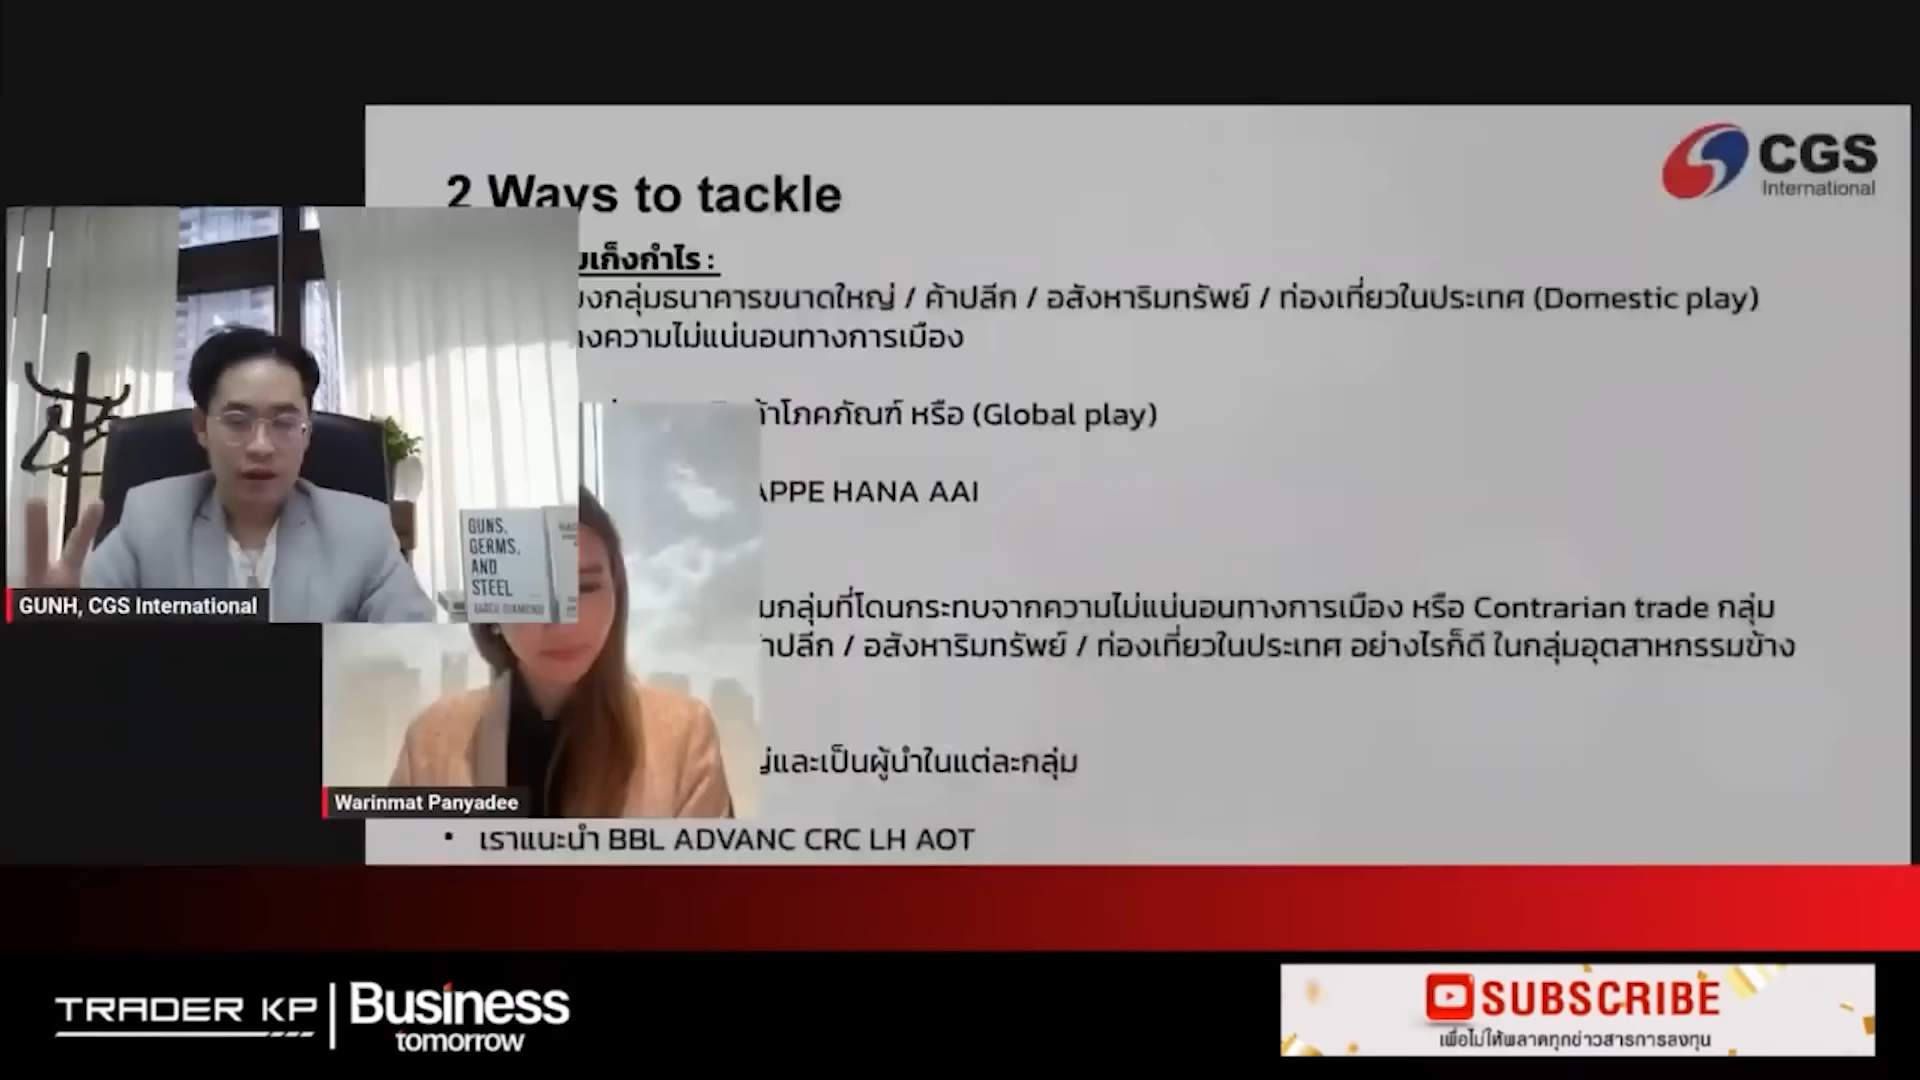 CGS
International
2 Ways to tackle
เก็งกำไร :
กลุ่มธนาคารขนาดใหญ่ / ค้าปลีก / อสังหาริมทรัพย์ / ท่องเที่ยวในประเทศ (Domestic play)
ความไม่แน่นอนทางการเมือง
โภคภัณฑ์ หรือ (Global play)
HANA AAI
กลุ่มที่โดนกระทบจากความไม่แน่นอนทางการเมือง หรือ Contrarian trade กลุ่ม
/ อสังหาริมทรัพย์ / ท่องเที่ยวในประเทศ อย่างไรก็ดี ในกลุ่มอุตสาหกรรมข้าง
และเป็นผู้นำในแต่ละกลุ่ม
• เราแนะนำ BBL ADVANC CRC LH AOT
GUNS,
GERMS,
AND
STEEL
GUNH, CGS International
Warinmat Panyadee
TRADER KP | Business
tomorrow
SUBSCRIBE
เพื่อไม่ให้พลาดทุกข่าวสารการลงทุน